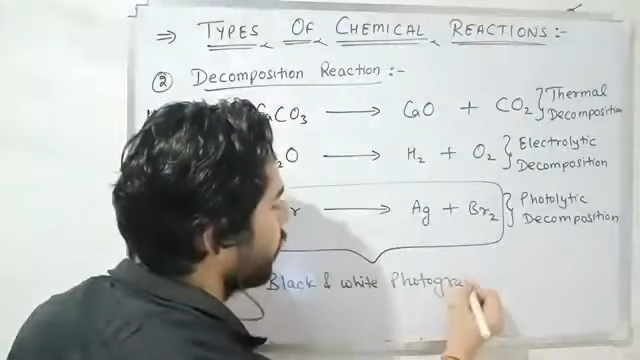 ⇒ TYPES OF CHEMICAL REACTIONS:-
② Decomposition Reaction:-
CaCO₃ → CaO + CO₂ } Thermal Decomposition
₂O → H₂ + O₂ } Electrolytic Decomposition
r → Ag + Br₂ } Photolytic Decomposition
Black & white Photogra